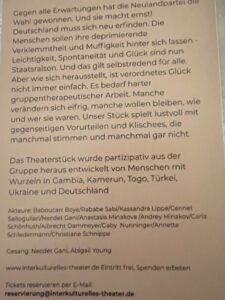 Gegen alle Erwartungen hat die Neulandpartei die
Wahl gewonnen. Und sie macht ernst!
Deutschland muss sich neu erfinden. Die
Menschen sollen ihre deprimierende
Verklemmtheit und Muffigkeit hinter sich lassen -
Leichtigkeit, Spontaneität und Glück sind nun
Staatsraison. Und das gilt selbstredend für alle.
Aber wie sich herausstellt, ist verordnetes Glück
nicht immer einfach. Es bedarf harter
gruppentherapeutischer Arbeit. Manche
verändern sich eifrig, manche wollen bleiben, wie
und wer sie waren. Unser Stück spielt lustvoll mit
gegenseitigen Vorurteilen und Klischees, die
manchmal stimmen und manchmal gar nicht.
Das Theaterstück wurde partizipativ aus der
Gruppe heraus entwickelt von Menschen mit
Wurzeln in Gambia, Kamerun, Togo, Türkei,
Ukraine und Deutschland
Akteure: Baboucarr Boye/Rababe Sabi/Kassandra Lippe/Cennet
Sellogullari/Necdet Gani/Anastasia Minakova/Andrey Minakov/Carla
Schönhuth/Albrecht Dammeyer/Gaby Nunninger/Annette
Schliedermann/Christiane Schnippe
Gesang: Necdet Gani, Abigail Young
www.interkulturelles-theater.de Eintritt frei, Spenden erbeten
Tickets reservieren per E-Mail:
reservierung@interkulturelles-theater.de